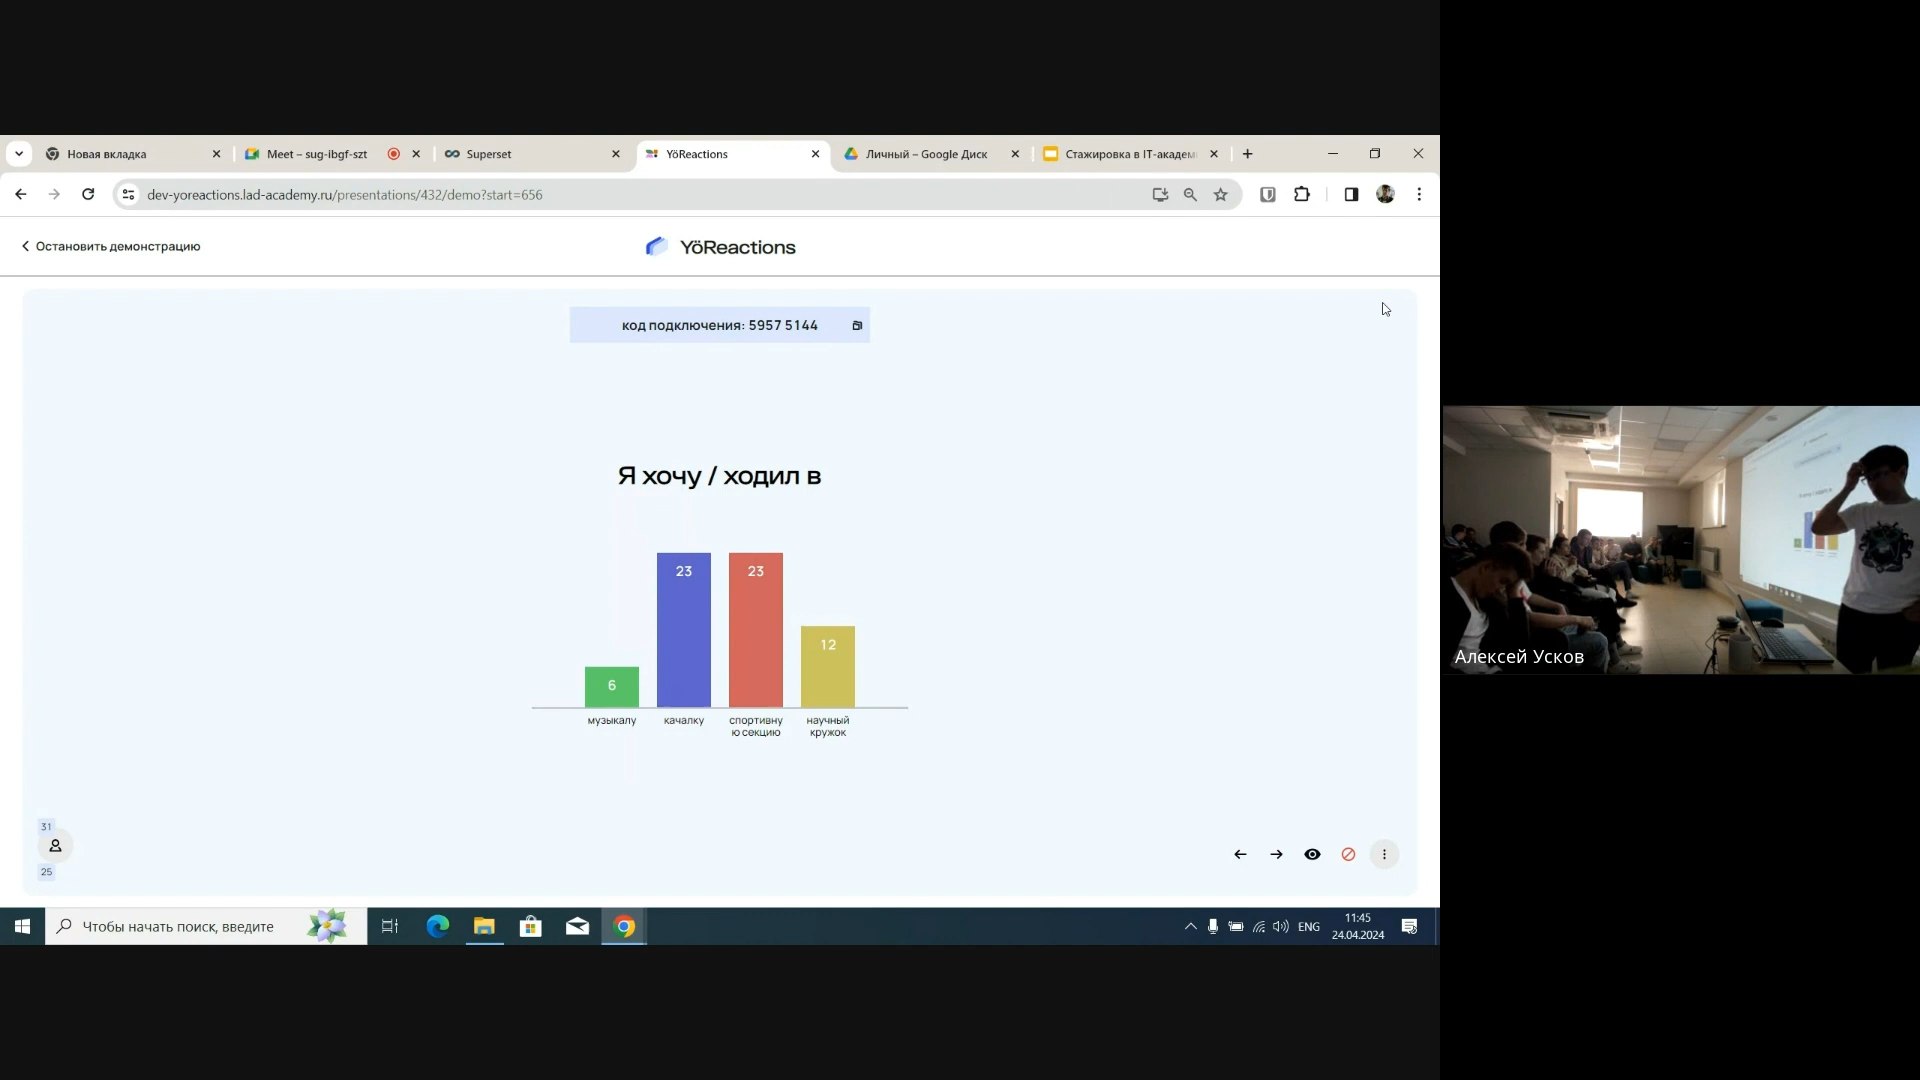 Новая вкладка
Meet – sug-ibgf-szt
Superset
YöReactions
Личный – Google Диск
Стажировка в IT-академ
dev-yoreactions.lad-academy.ru/presentations/432/demo?start=656
Остановить демонстрацию
YöReactions
код подключения: 5957 5144
Я хочу / ходил в
23
23
12
6
музыкалу
качалку
спортивну
ю секцию
научный
кружок
31
25
Алексей Усков
Чтобы начать поиск, введите
ENG
11:45
24.04.2024